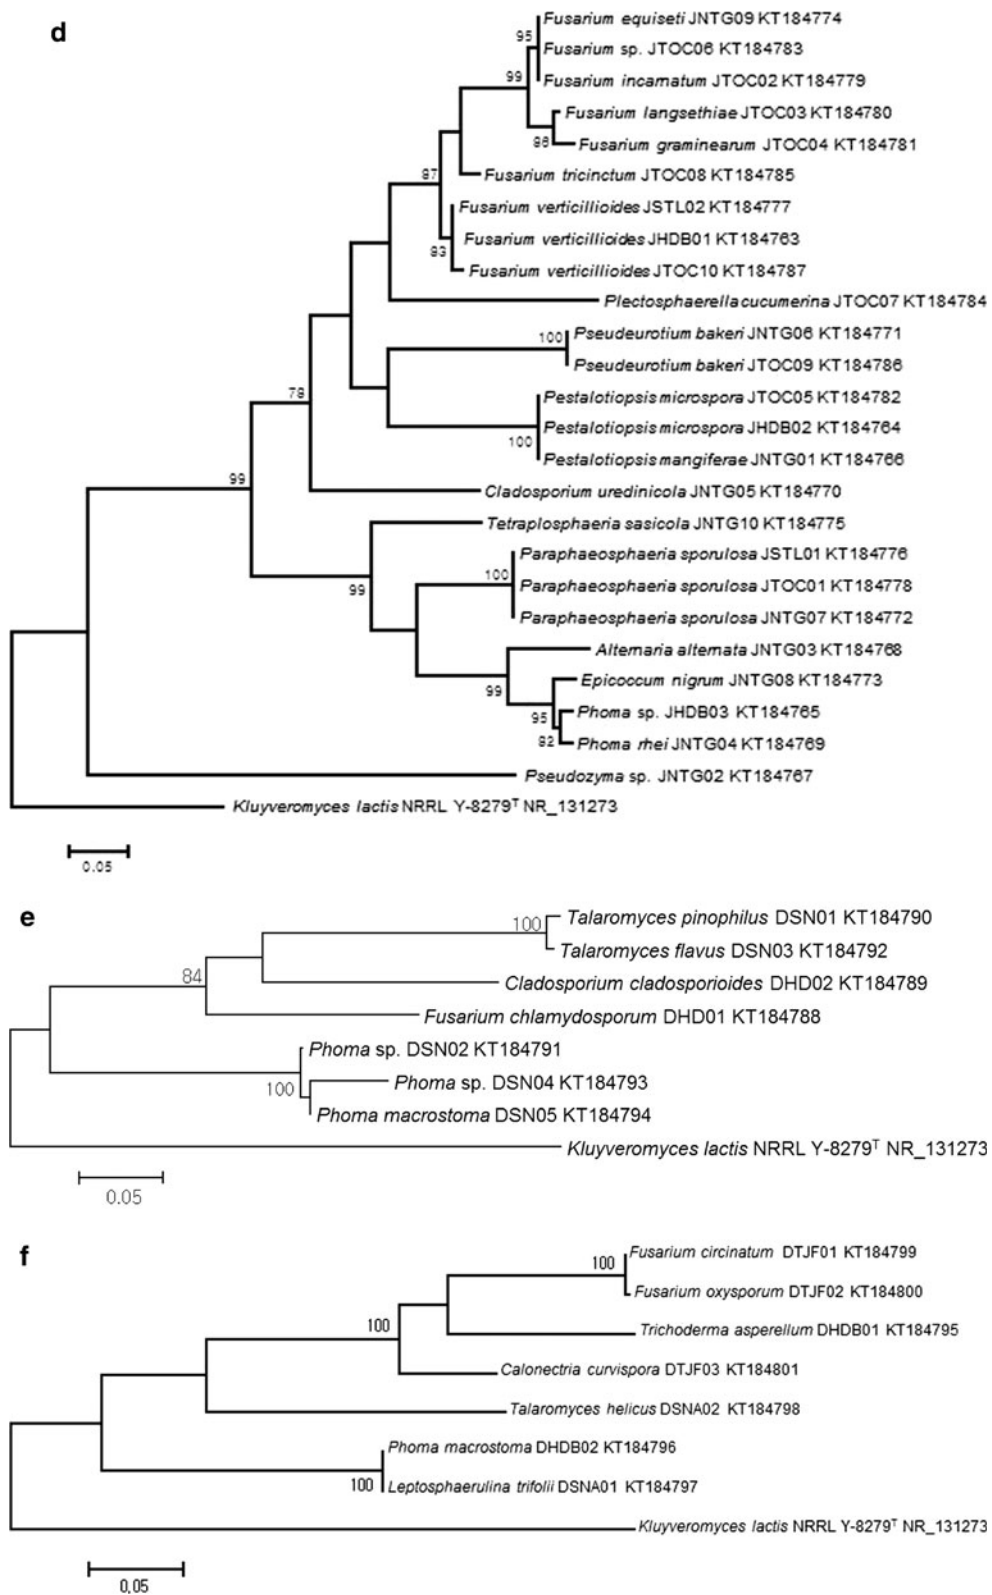 d
Fusarium equiseti JNTG09 KT184774
95
Fusarium sp. JTOC06 KT184783
99
Fusarium incarnatum JTOC02 KT184779
Fusarium langsethiae JTOC03 KT184780
96
Fusarium graminearum JTOC04 KT184781
97
Fusarium tricinctum JTOC08 KT184785
Fusarium verticillioides JSTL02 KT184777
Fusarium verticillioides JHDB01 KT184763
93
Fusarium verticillioides JTOC10 KT184787
Plectosphaerella cucumerina JTOC07 KT184784
100
Pseudeurotium bakeri JNTG06 KT184771
Pseudeurotium bakeri JTOC09 KT184786
78
Pestalotiopsis microspora JTOC05 KT184782
Pestalotiopsis microspora JHDB02 KT184764
100
Pestalotiopsis mangiferae JNTG01 KT184766
99
Cladosporium uredinicola JNTG05 KT184770
Tetraplosphaeria sasicola JNTG10 KT184775
Paraphaeosphaeria sporulosa JSTL01 KT184776
100
99
Paraphaeosphaeria sporulosa JTOC01 KT184778
Paraphaeosphaeria sporulosa JNTG07 KT184772
Alternaria alternata JNTG03 KT184768
99
Epicoccum nigrum JNTG08 KT184773
95
Phoma sp. JHDB03 KT184765
92
Phoma rhei JNTG04 KT184769
Pseudozyma sp. JNTG02 KT184767
Kluyveromyces lactis NRRL Y-8279T NR_131273
0.05
e
Talaromyces pinophilus DSN01 KT184790
100
Talaromyces flavus DSN03 KT184792
84
Cladosporium cladosporioides DHD02 KT184789
Fusarium chlamydosporum DHD01 KT184788
Phoma sp. DSN02 KT184791
100
Phoma sp. DSN04 KT184793
Phoma macrostoma DSN05 KT184794
Kluyveromyces lactis NRRL Y-8279T NR_131273
0.05
f
Fusarium circinatum DTJF01 KT184799
100
Fusarium oxysporum DTJF02 KT184800
100
Trichoderma asperellum DHDB01 KT184795
Calonectria curvispora DTJF03 KT184801
Talaromyces helicus DSNA02 KT184798
Phoma macrostoma DHDB02 KT184796
100
Leptosphaerulina trifolii DSNA01 KT184797
Kluyveromyces lactis NRRL Y-8279T NR_131273
0.05